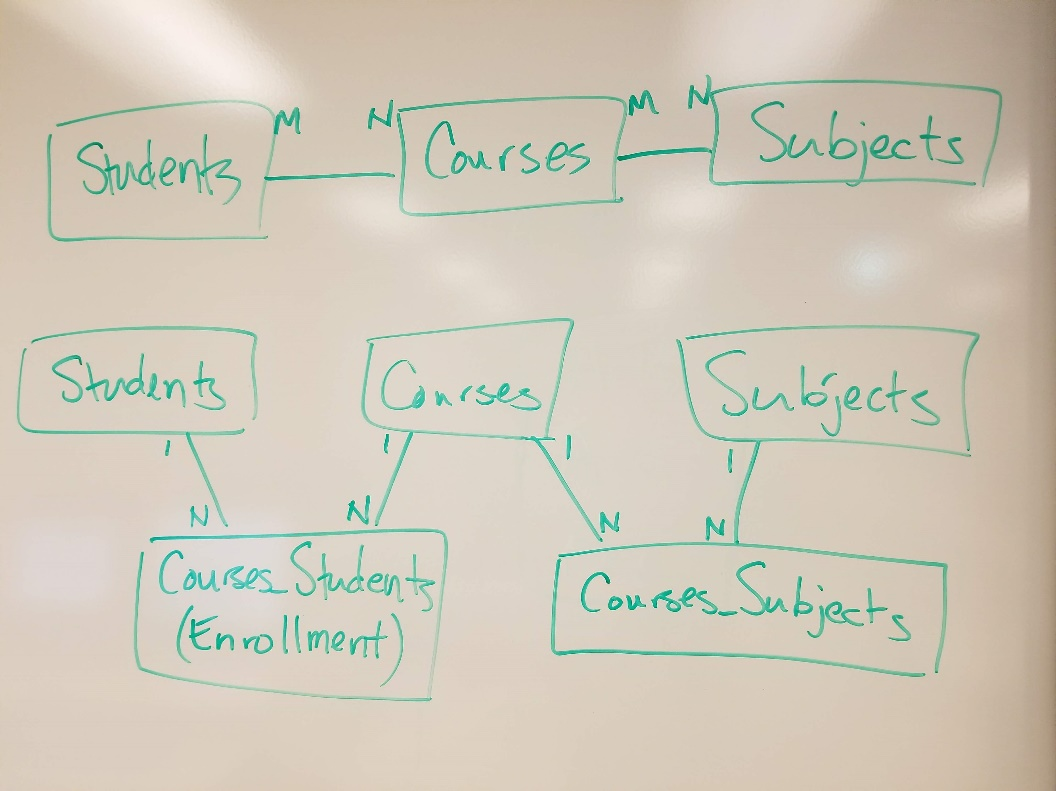 Students M N Courses M N Subjects
Students Courses Subjects
1 1 1 1
N N N N
Courses_Students
(Enrollment)
Courses_Subjects